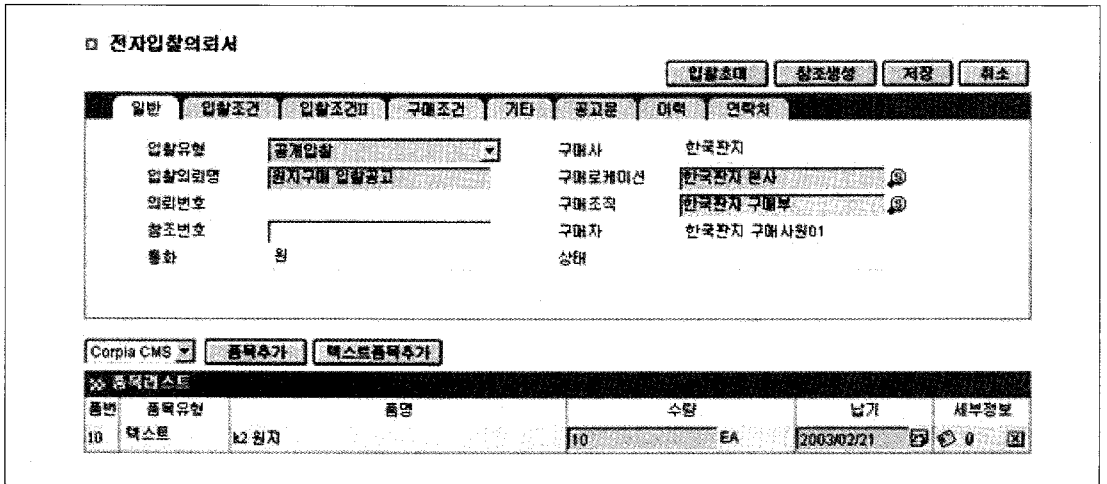 전자입찰의뢰서
입찰초대 참조생성 저장 취소
일반 입찰조건 입찰조건II 구매조건 기타 공고문 이력 연락처
입찰유형 공개입찰 구매사 한국판지
입찰의뢰명 원지구매 입찰공고 구매로케이션 한국판지 본사
의뢰번호 구매조직 한국판지 구매부
참조번호 구매자 한국판지 구매사원01
통화 원 상태
Corpia CMS 품목추가 텍스트품목추가
>> 품목리스트
품번 품목유형 품명 수량 납기 세부정보
10 텍스트 k2 원지 10 EA 2003/02/21 0